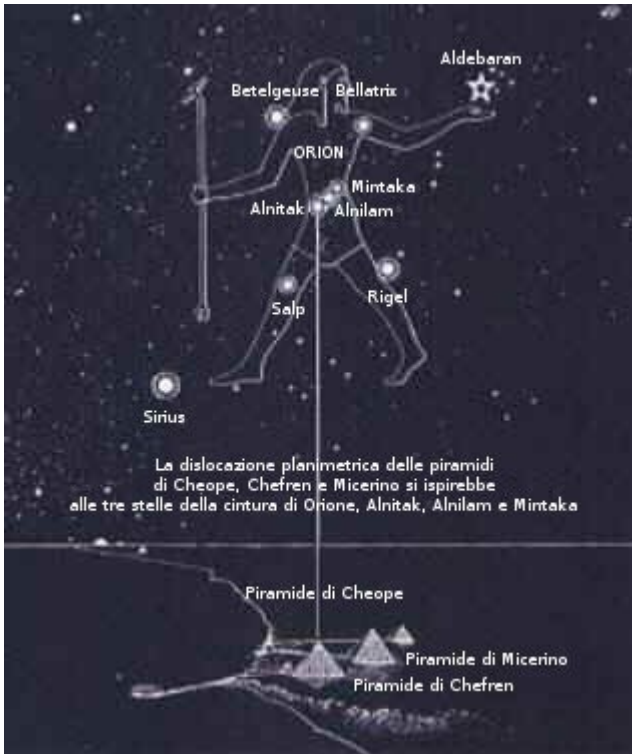 Aldebaran
Betelgeuse
Bellatrix
ORION
Mintaka
Alnitak
Alnilam
Salp
Rigel
Sirius
La dislocazione planimetrica delle piramidi
di Cheope, Chefren e Micerino si ispirebbe
alle tre stelle della cintura di Orione, Alnitak, Alnilam e Mintaka
Piramide di Cheope
Piramide di Micerino
Piramide di Chefren